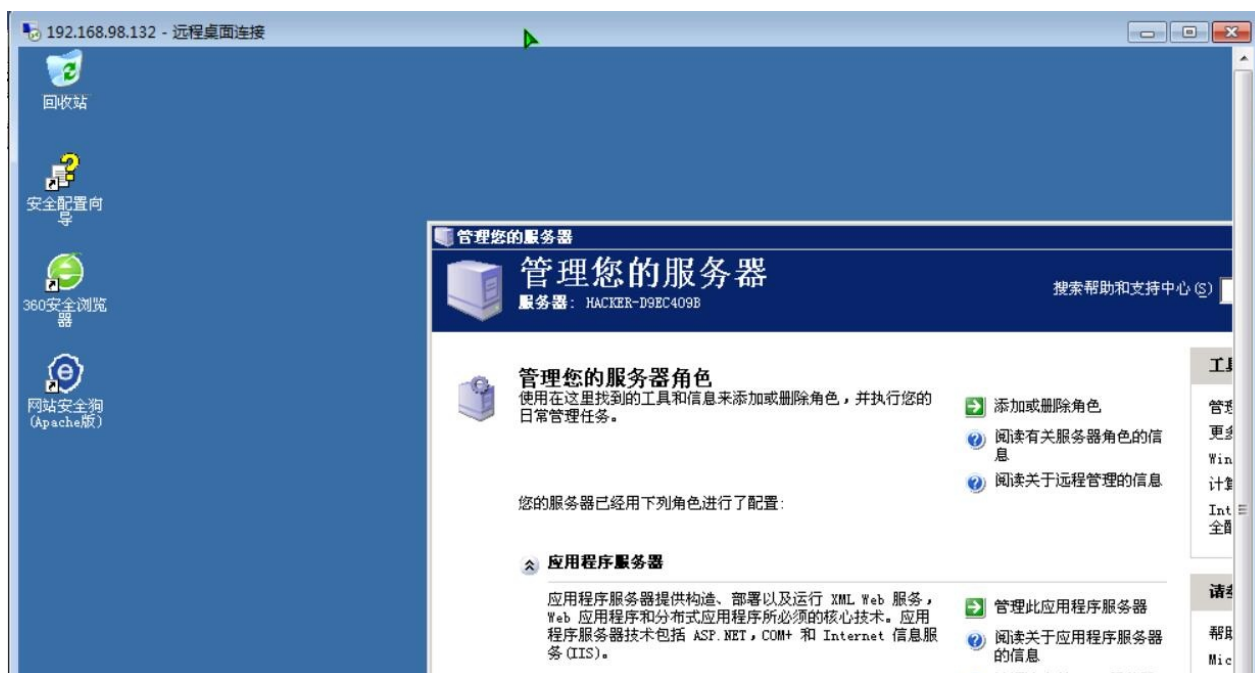 192.168.98.132 - 远程桌面连接
回收站
安全配置向
导
360安全浏览
器
网站安全狗
(Apache版)
管理您的服务器
管理您的服务器
服务器: HACKER-D9EC409B
搜索帮助和支持中心(S)
管理您的服务器角色
使用在这里找到的工具和信息来添加或删除角色，并执行您的
日常管理任务。
添加或删除角色
阅读有关服务器角色的信
息
阅读关于远程管理的信息
您的服务器已经用下列角色进行了配置:
应用程序服务器
应用程序服务器提供构造、部署以及运行 XML Web 服务，
Web 应用程序和分布式应用程序所必须的核心技术。应用
程序服务器技术包括 ASP.NET，COM+ 和 Internet 信息服
务(IIS)。
管理此应用程序服务器
阅读关于应用程序服务器
的信息
工
管
更
Win
计
Int
全
请
帮
Mic